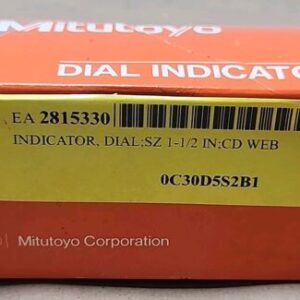 Mitutoyo
DIAL INDICATO
EA 2815330
INDICATOR, DIAL;SZ 1-1/2 IN;CD WEB
0C30D5S2B1
Mitutoyo Corporation